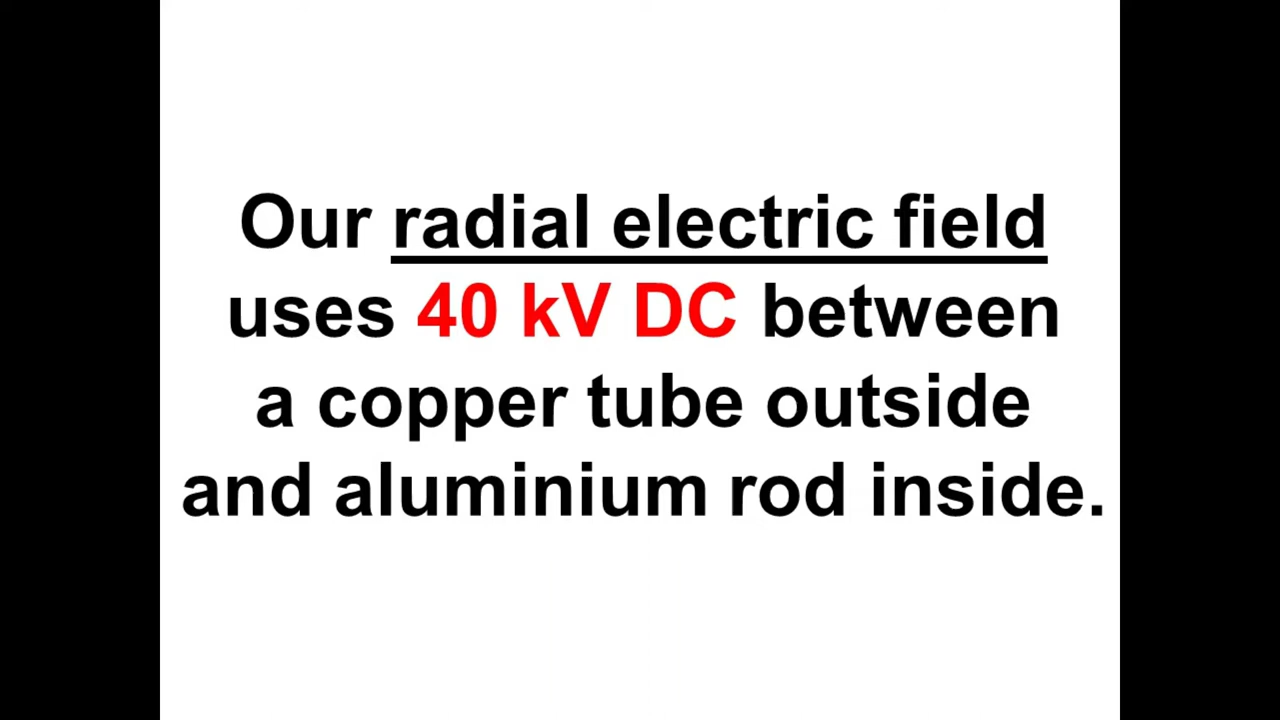 Our radial electric field
uses 40 kV DC between
a copper tube outside
and aluminium rod inside.